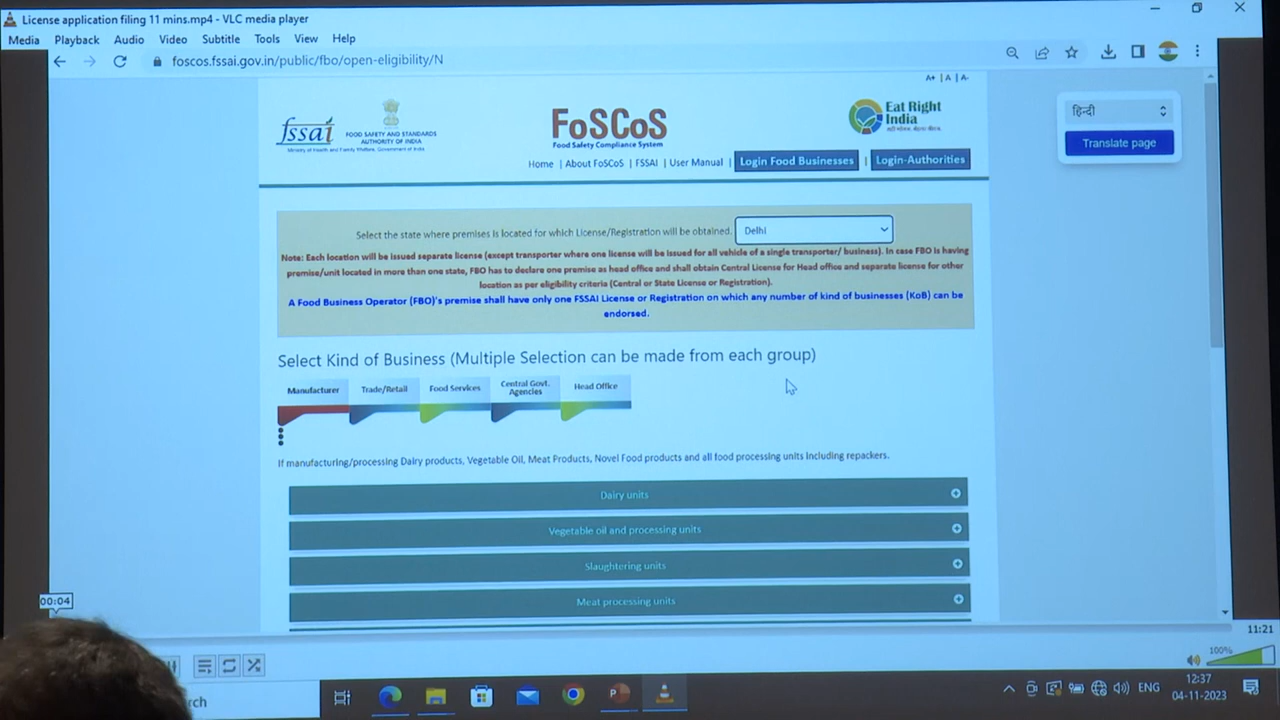 License application filing 11 mins.mp4 - VLC media player
Media Playback Audio Video Subtitle Tools View Help
foscos.fssai.gov.in/public/fbo/open-eligibility/N
A+ | A | A-
हिन्दी
Translate page
fssai
FOOD SAFETY AND STANDARDS
AUTHORITY OF INDIA
Ministry of Health and Family Welfare, Government of India
FoSCoS
Food Safety Compliance System
Eat Right
India
Home | About FoSCoS | FSSAI | User Manual | Login Food Businesses | Login-Authorities
Select the state where premises is located for which License/Registration will be obtained. Delhi
Note: Each location will be issued separate license (except transporter where one license will be issued for all vehicle of a single transporter/ business). In case FBO is having
premise/unit located in more than one state, FBO has to declare one premise as head office and shall obtain Central License for Head office and separate license for other
location as per eligibility criteria (Central or State License or Registration).
A Food Business Operator (FBO)'s premise shall have only one FSSAI License or Registration on which any number of kind of businesses (KoB) can be
endorsed.
Select Kind of Business (Multiple Selection can be made from each group)
Manufacturer Trade/Retail Food Services Central Govt. Agencies Head Office
If manufacturing/processing Dairy products, Vegetable Oil, Meat Products, Novel Food products and all food processing units including repackers.
Dairy units
Vegetable oil and processing units
Slaughtering units
Meat processing units
00:04
11:21
100%
rch
ENG
12:37
04-11-2023